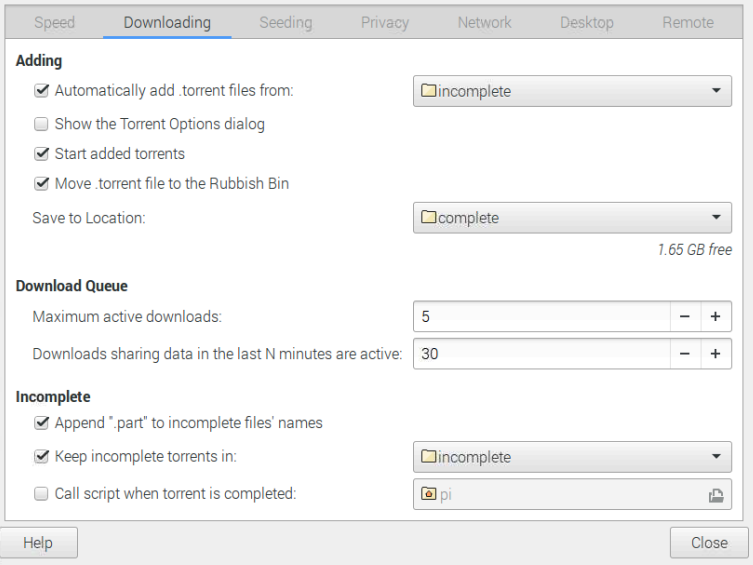 Speed Downloading Seeding Privacy Network Desktop Remote
Adding
Automatically add .torrent files from: incomplete
Show the Torrent Options dialog
Start added torrents
Move .torrent file to the Rubbish Bin
Save to Location: complete
1.65 GB free
Download Queue
Maximum active downloads: 5 − +
Downloads sharing data in the last N minutes are active: 30 − +
Incomplete
Append ".part" to incomplete files' names
Keep incomplete torrents in: incomplete
Call script when torrent is completed: pi
Help Close